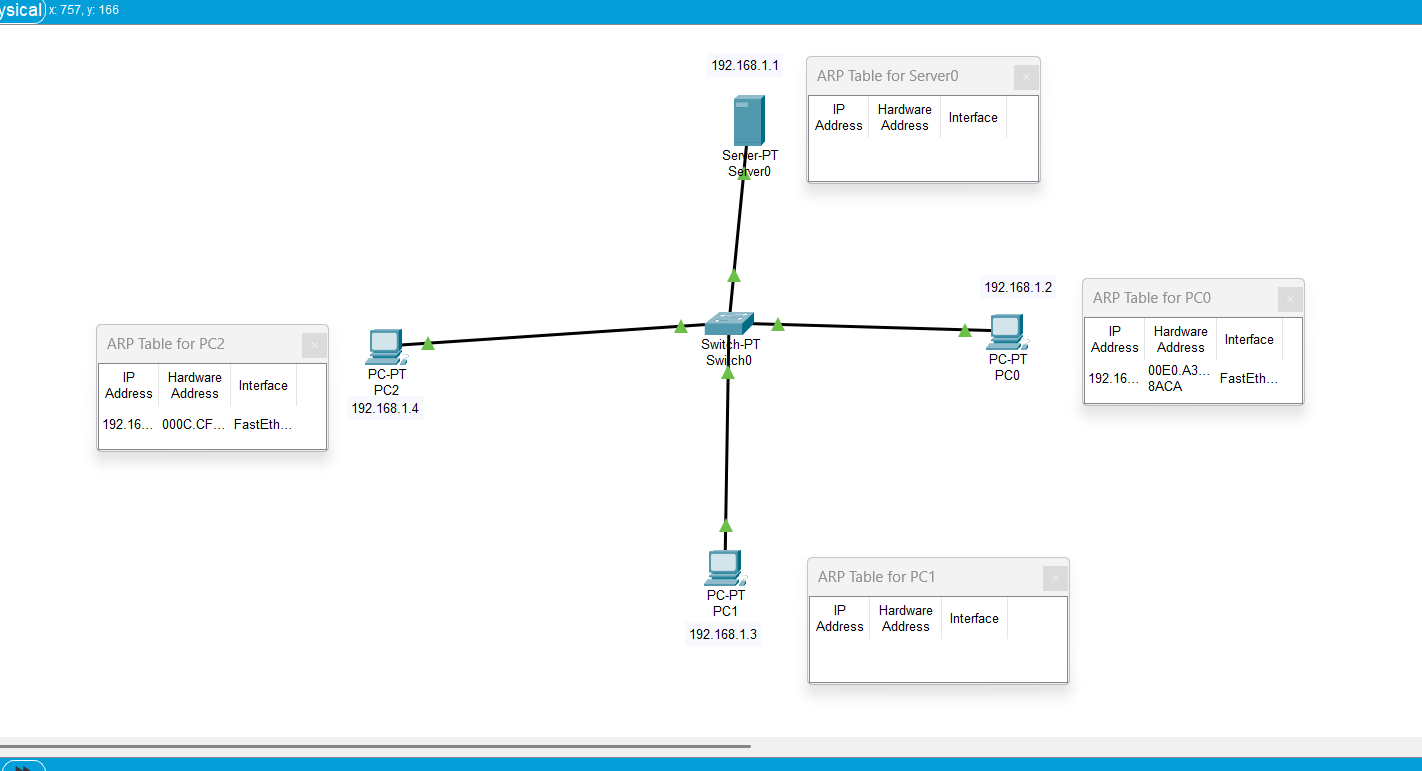 ysical x: 757, y: 166
192.168.1.1
ARP Table for Server0
IP Address Hardware Address Interface
Server-PT
Server0
192.168.1.2
ARP Table for PC0
IP Address Hardware Address Interface
192.16... 00E0.A3... 8ACA FastEth...
PC-PT
PC0
Switch-PT
Switch0
ARP Table for PC2
IP Address Hardware Address Interface
192.16... 000C.CF... FastEth...
PC-PT
PC2
192.168.1.4
ARP Table for PC1
IP Address Hardware Address Interface
PC-PT
PC1
192.168.1.3